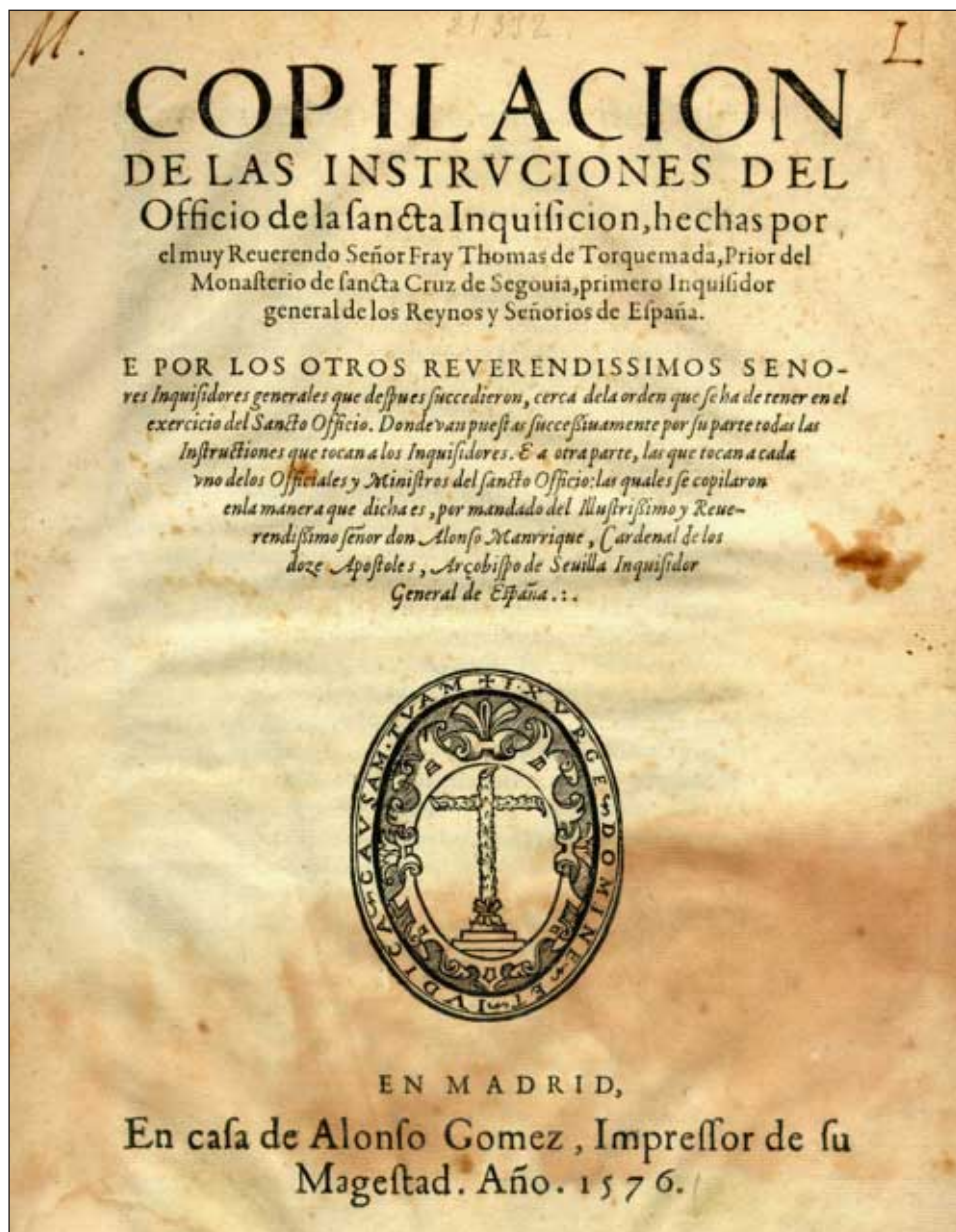 M.
21392
L
COPILACION
DE LAS INSTRVCIONES DEL
Officio de la ſancta Inquiſicion, hechas por
el muy Reuerendo Señor Fray Thomas de Torquemada, Prior del
Monaſterio de ſancta Cruz de Segouia, primero Inquiſidor
general de los Reynos y Señorios de Eſpaña.
E POR LOS OTROS REVERENDISSIMOS SENO-
res Inquiſidores generales que deſpues ſuccedieron, cerca dela orden que ſe ha de tener en el
exercicio del Sancto Officio. Donde van pueſtas ſucceſſiuamente por ſu parte todas las
Inſtructiones que tocan a los Inquiſidores. E a otra parte, las que tocan a cada
vno delos Officiales y Miniſtros del ſancto Officio: las quales ſe copilaron
enla manera que dicha es, por mandado del Illuſtriſſimo y Reue-
rendiſſimo ſeñor don Alonſo Manrrique, Cardenal de los
doze Apoſtoles, Arçobiſpo de Seuilla Inquiſidor
General de Eſpaña.:.
✝ I·XVRGE DOMINE ET IVDICA CAVSAM·TVAM
EN MADRID,
En caſa de Alonſo Gomez, Impreſſor de ſu
Mageſtad. Año. 1576.